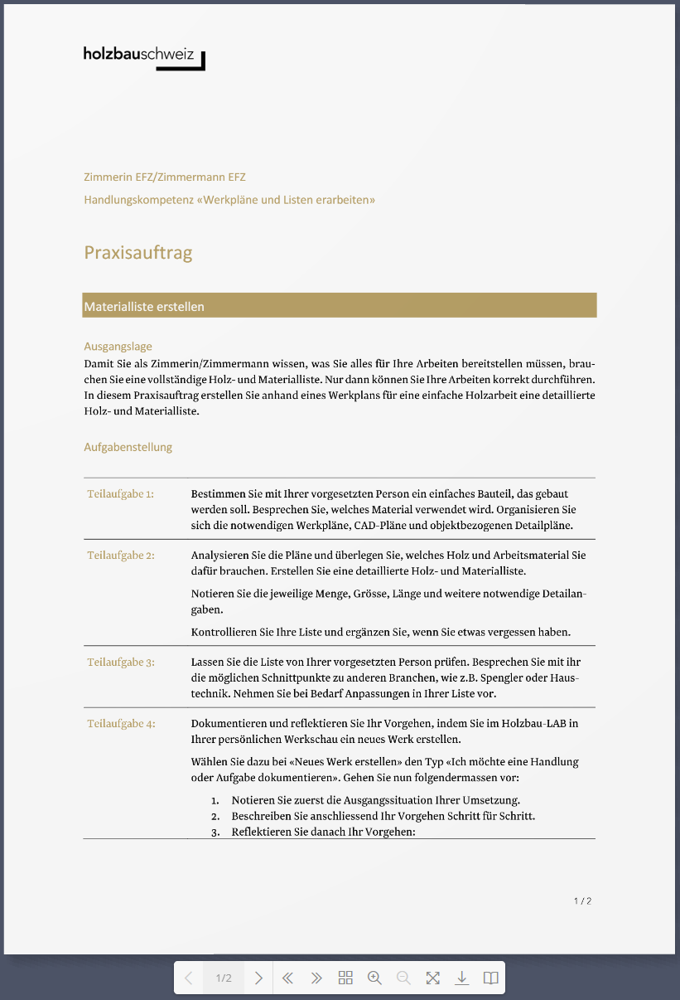 holzbauschweiz
Zimmerin EFZ/Zimmermann EFZ
Handlungskompetenz «Werkpläne und Listen erarbeiten»
Praxisauftrag
Materialliste erstellen
Ausgangslage
Damit Sie als Zimmerin/Zimmermann wissen, was Sie alles für Ihre Arbeiten bereitstellen müssen, brau-
chen Sie eine vollständige Holz- und Materialliste. Nur dann können Sie Ihre Arbeiten korrekt durchführen.
In diesem Praxisauftrag erstellen Sie anhand eines Werkplans für eine einfache Holzarbeit eine detaillierte
Holz- und Materialliste.
Aufgabenstellung
Teilaufgabe 1:
Bestimmen Sie mit Ihrer vorgesetzten Person ein einfaches Bauteil, das gebaut
werden soll. Besprechen Sie, welches Material verwendet wird. Organisieren Sie
sich die notwendigen Werkpläne, CAD-Pläne und objektbezogenen Detailpläne.
Teilaufgabe 2:
Analysieren Sie die Pläne und überlegen Sie, welches Holz und Arbeitsmaterial Sie
dafür brauchen. Erstellen Sie eine detaillierte Holz- und Materialliste.
Notieren Sie die jeweilige Menge, Grösse, Länge und weitere notwendige Detailan-
gaben.
Kontrollieren Sie Ihre Liste und ergänzen Sie, wenn Sie etwas vergessen haben.
Teilaufgabe 3:
Lassen Sie die Liste von Ihrer vorgesetzten Person prüfen. Besprechen Sie mit ihr
die möglichen Schnittpunkte zu anderen Branchen, wie z.B. Spengler oder Haus-
technik. Nehmen Sie bei Bedarf Anpassungen in Ihrer Liste vor.
Teilaufgabe 4:
Dokumentieren und reflektieren Sie Ihr Vorgehen, indem Sie im Holzbau-LAB in
Ihrer persönlichen Werkschau ein neues Werk erstellen.
Wählen Sie dazu bei «Neues Werk erstellen» den Typ «Ich möchte eine Handlung
oder Aufgabe dokumentieren». Gehen Sie nun folgendermassen vor:
1. Notieren Sie zuerst die Ausgangssituation Ihrer Umsetzung.
2. Beschreiben Sie anschliessend Ihr Vorgehen Schritt für Schritt.
3. Reflektieren Sie danach Ihr Vorgehen:
1 / 2
1/2